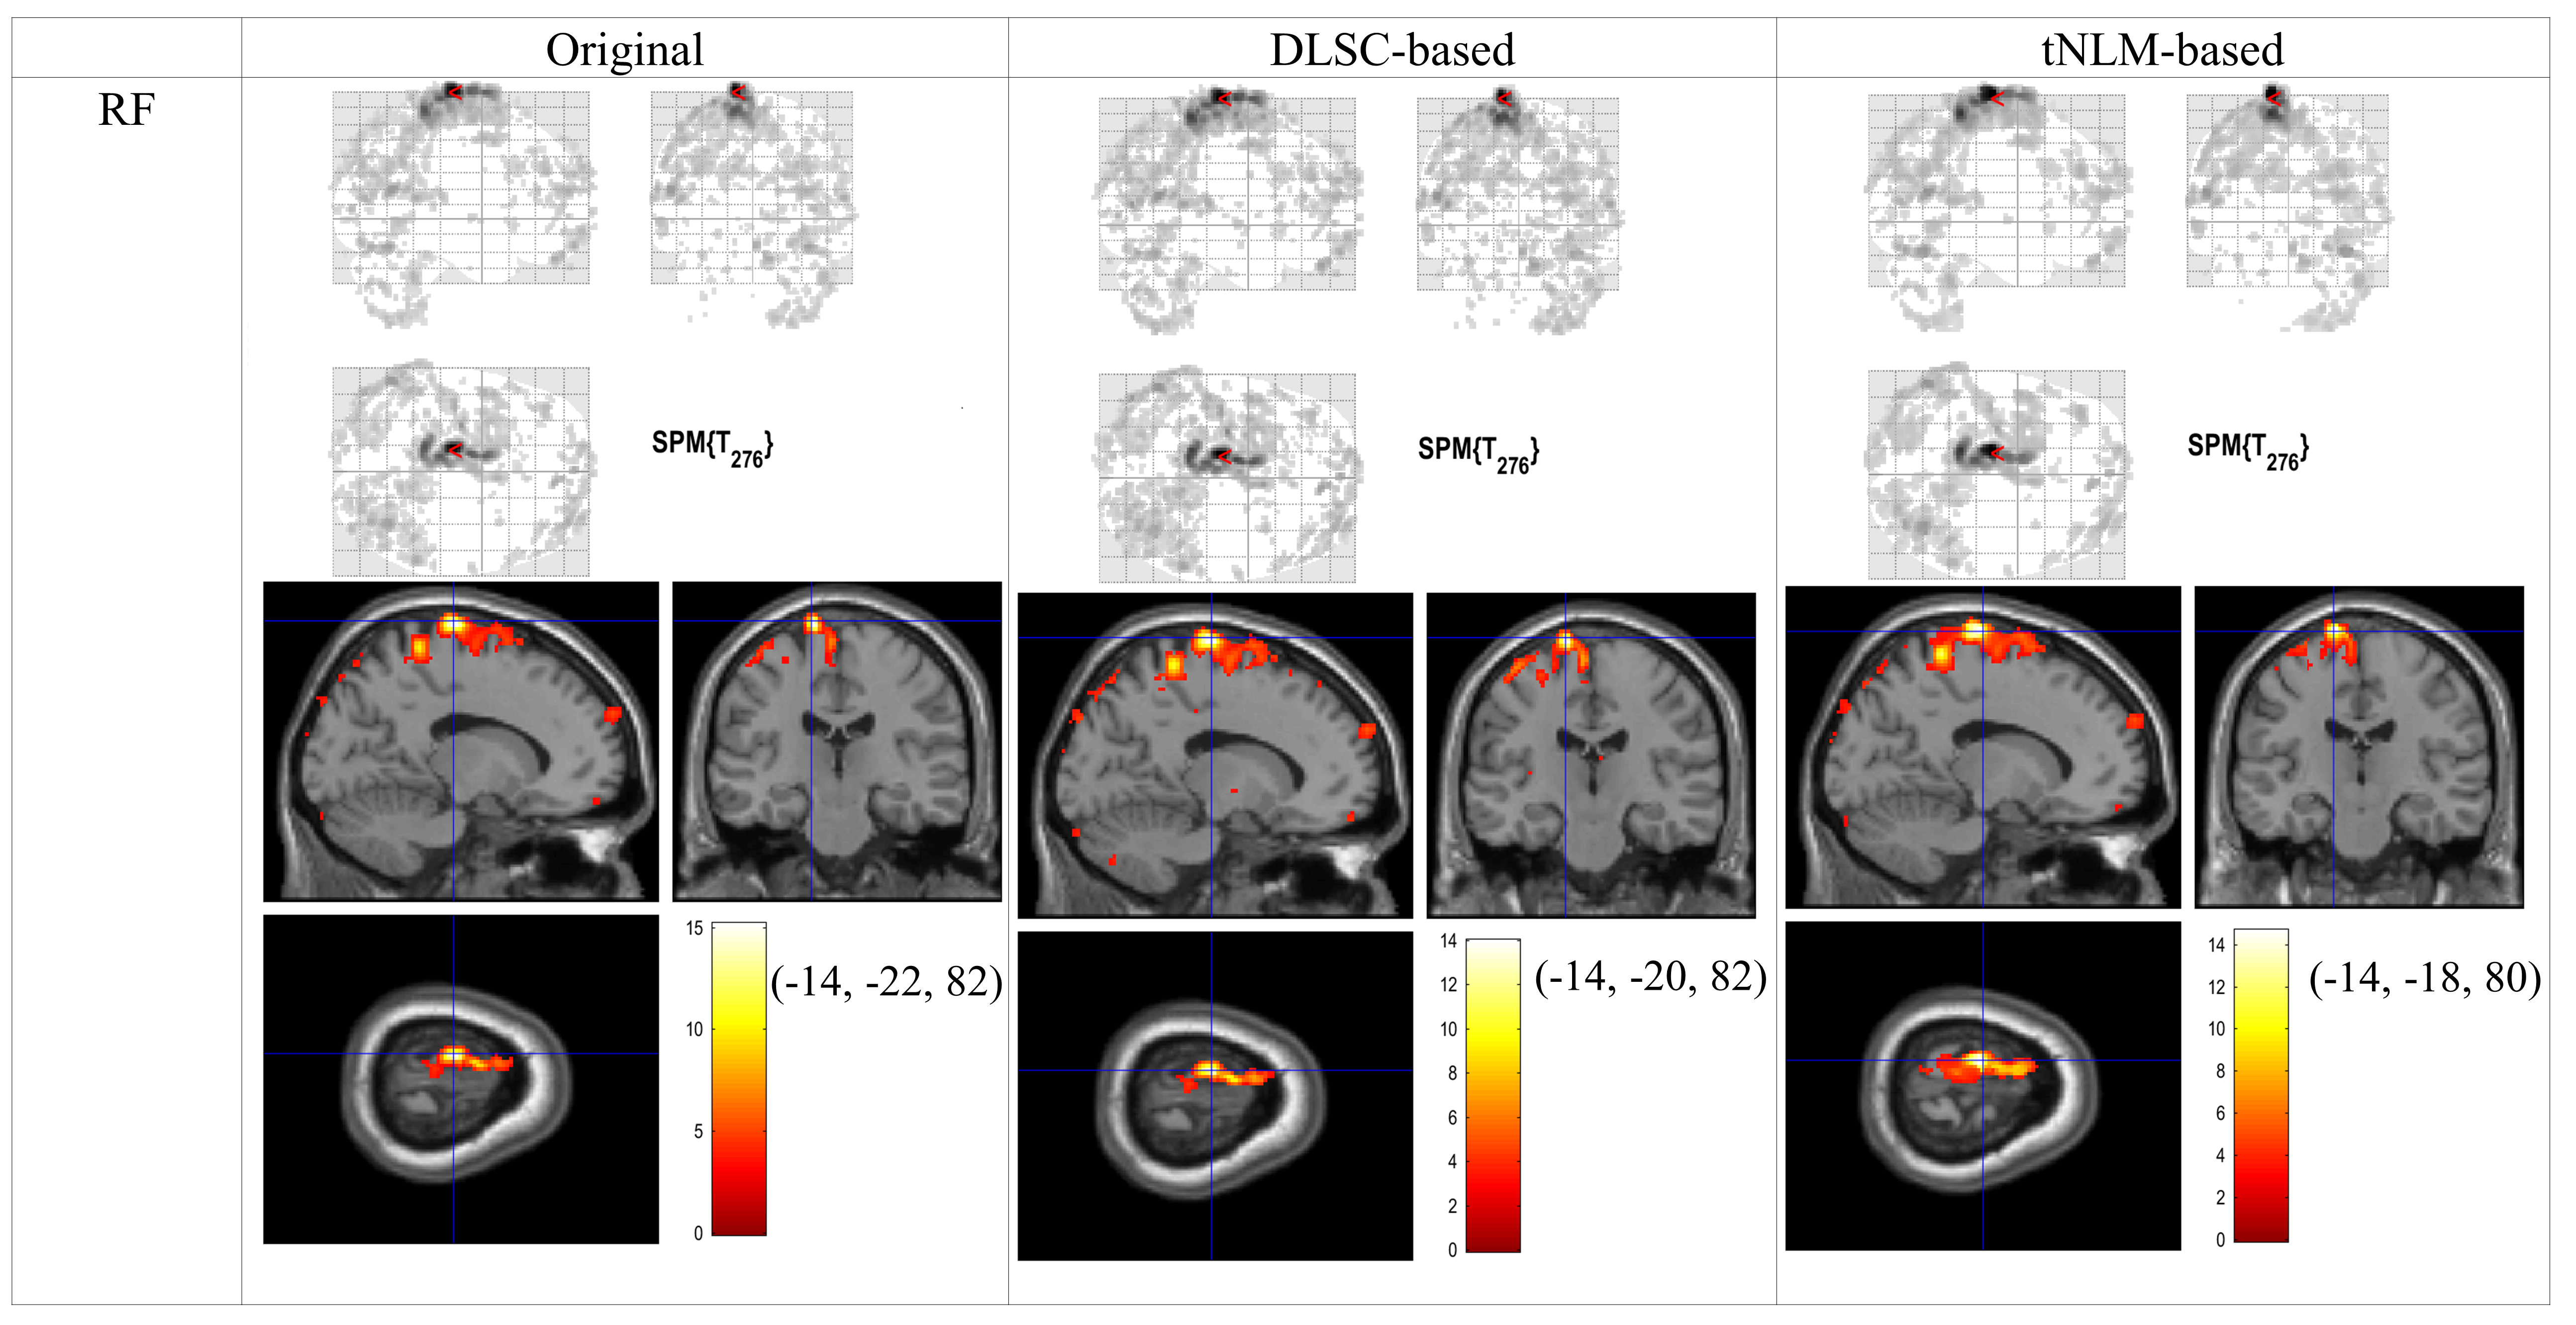 Original
DLSC-based
tNLM-based
RF
<
<
<
<
<
<
<
SPM{T276}
<
SPM{T276}
<
SPM{T276}
15
10
5
0
(-14, -22, 82)
14
12
10
8
6
4
2
0
(-14, -20, 82)
14
12
10
8
6
4
2
0
(-14, -18, 80)